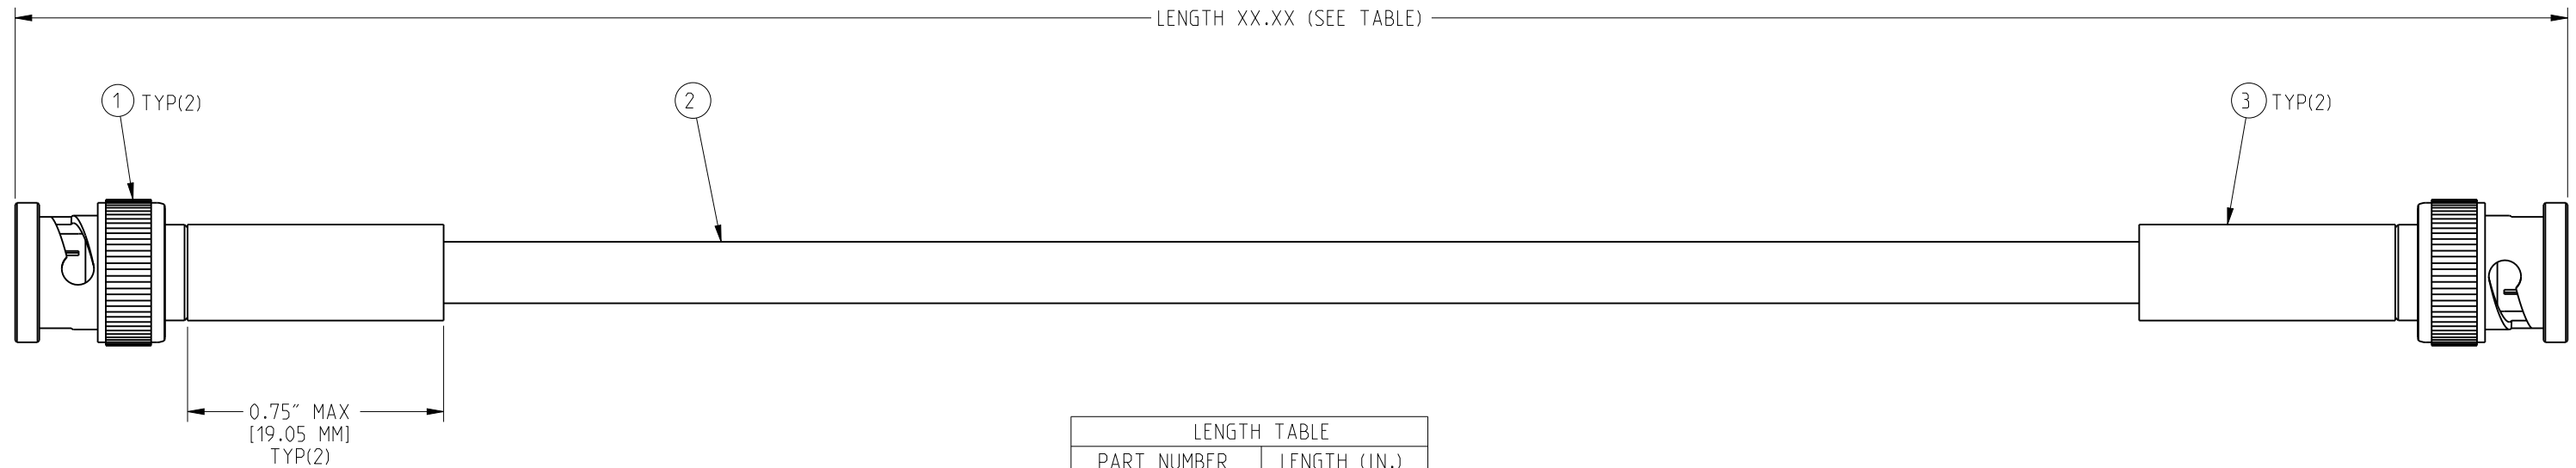 LENGTH XX.XX (SEE TABLE)
1 TYP(2)
2
3 TYP(2)
0.75" MAX
[19.05 MM]
TYP(2)
LENGTH TABLE
PART NUMBER LENGTH (IN.)